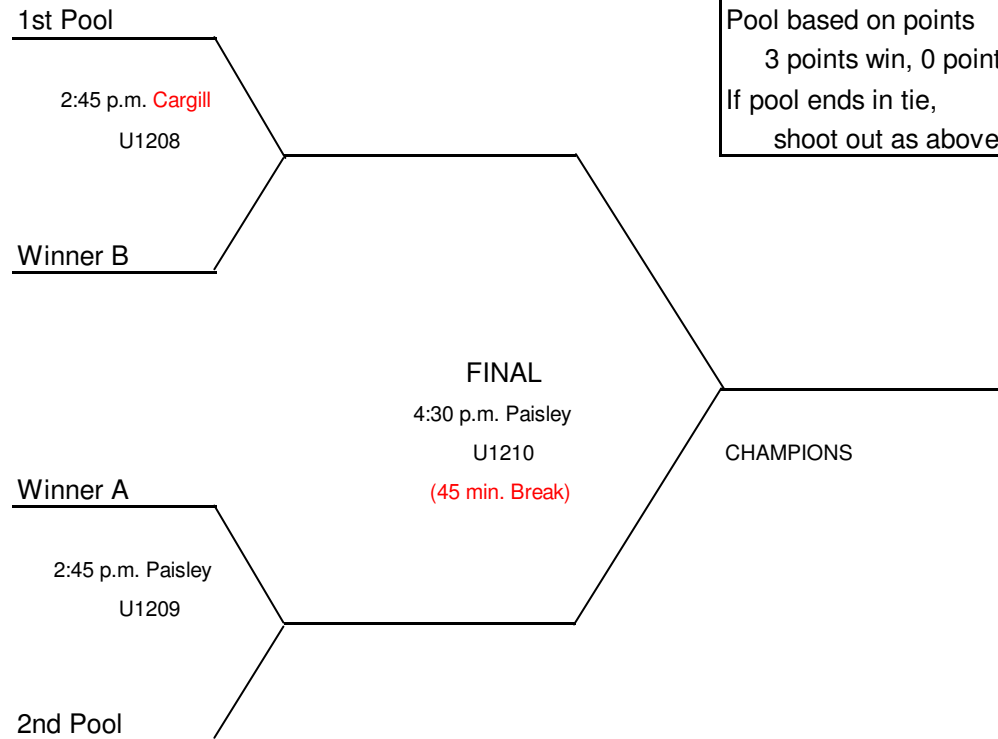 1st Pool
Pool based on points
3 points win, 0 point
2:45 p.m. Cargill
If pool ends in tie,
U1208
shoot out as above
Winner B
FINAL
4:30 p.m. Paisley
U1210
CHAMPIONS
(45 min. Break)
Winner A
2:45 p.m. Paisley
U1209
2nd Pool